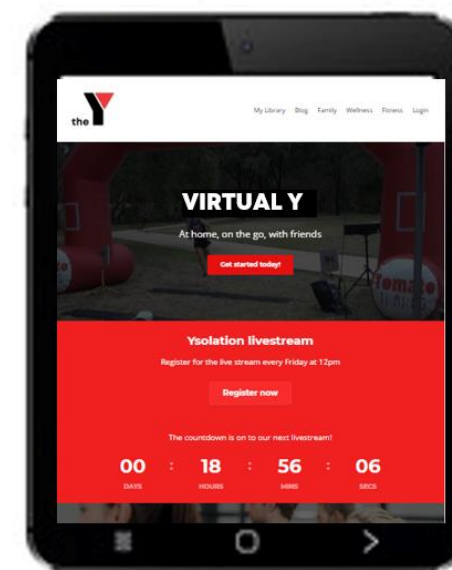 the Y
My Library Blog Family Wellness Fitness Login
VIRTUAL Y
At home, on the go, with friends
Get started today!
Tomato
Ysolation livestream
Register for the live stream every Friday at 12pm
Register now
The countdown is on to our next livestream!
00 : 18 : 56 : 06
DAYS HOURS MINS SECS